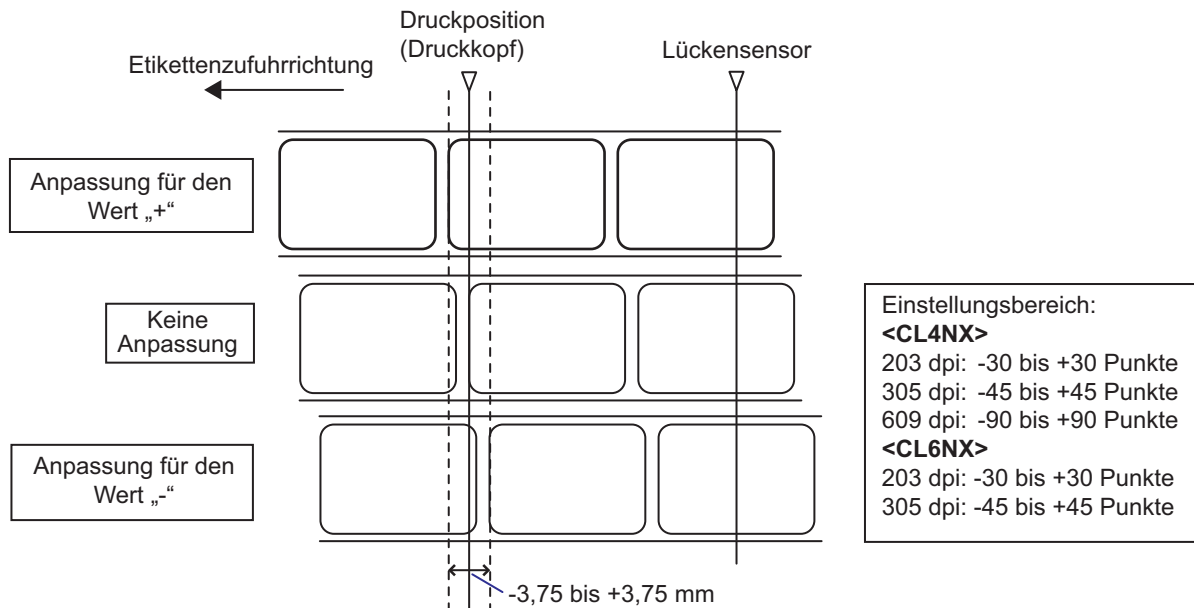 Druckposition
(Druckkopf)
Lückensensor
Etikettenzufuhrrichtung
Anpassung für den
Wert „+“
Keine
Anpassung
Anpassung für den
Wert „-“
Einstellungsbereich:
<CL4NX>
203 dpi: -30 bis +30 Punkte
305 dpi: -45 bis +45 Punkte
609 dpi: -90 bis +90 Punkte
<CL6NX>
203 dpi: -30 bis +30 Punkte
305 dpi: -45 bis +45 Punkte
-3,75 bis +3,75 mm